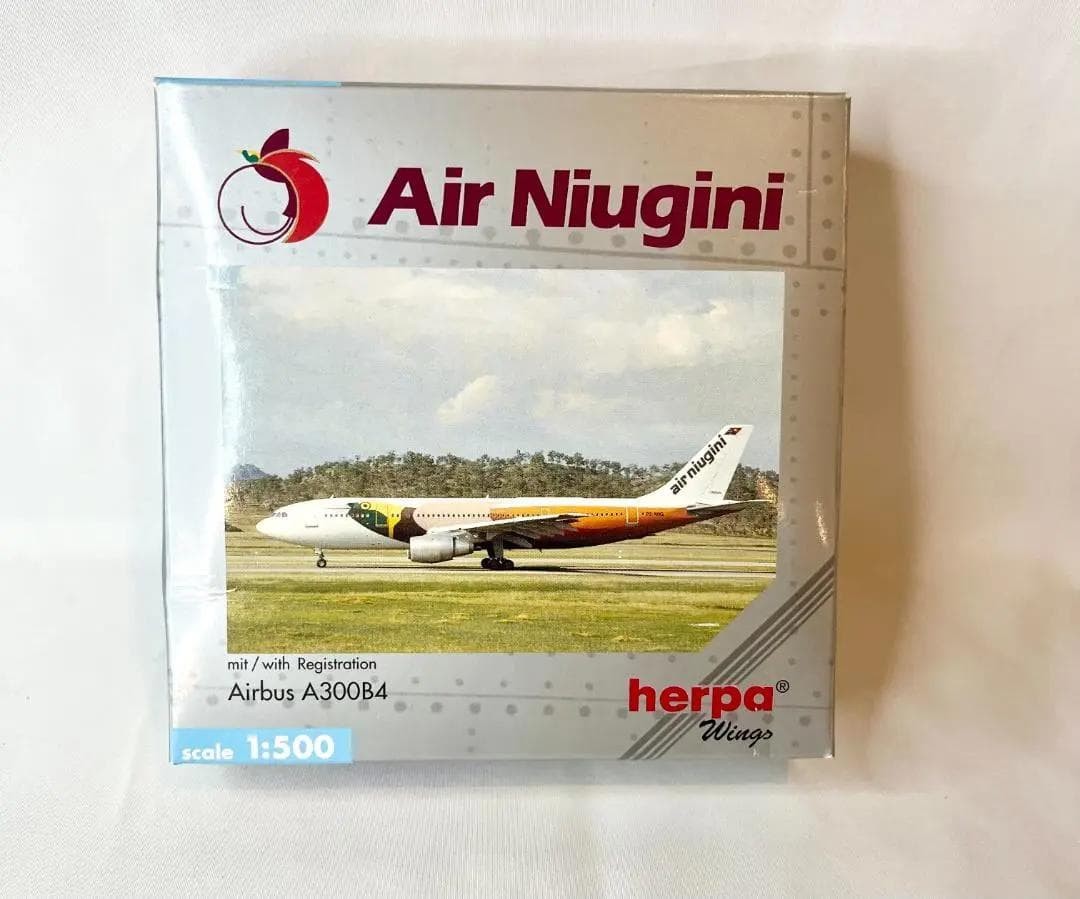 Air Niugini
air niugini
mit / with Registration
Airbus A300B4
herpa®
Wings
scale 1:500